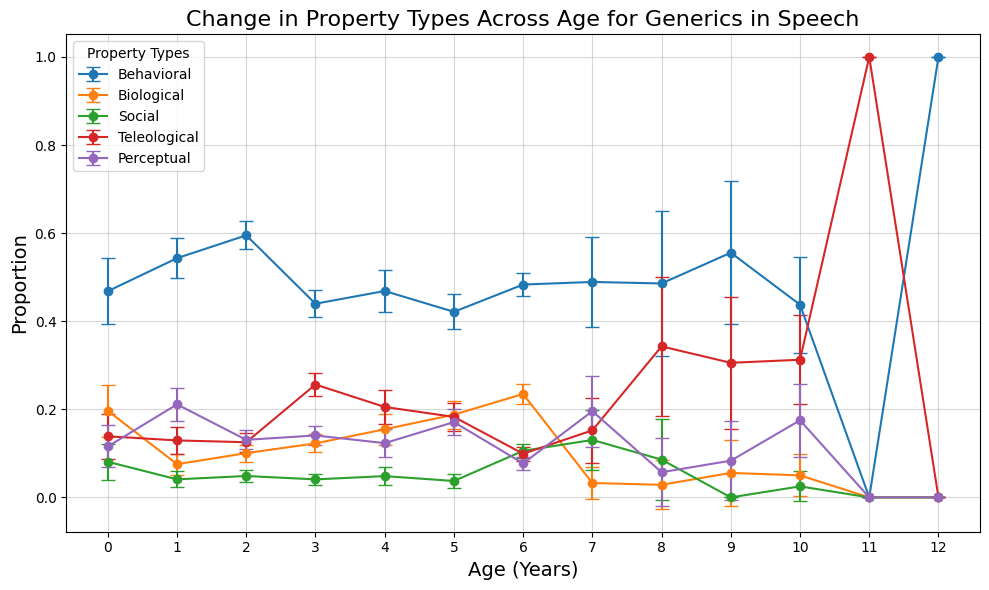 Change in Property Types Across Age for Generics in Speech
Property Types
Behavioral
Biological
Social
Teleological
Perceptual
1.0
0.8
0.6
0.4
0.2
0.0
Proportion
0 1 2 3 4 5 6 7 8 9 10 11 12
Age (Years)